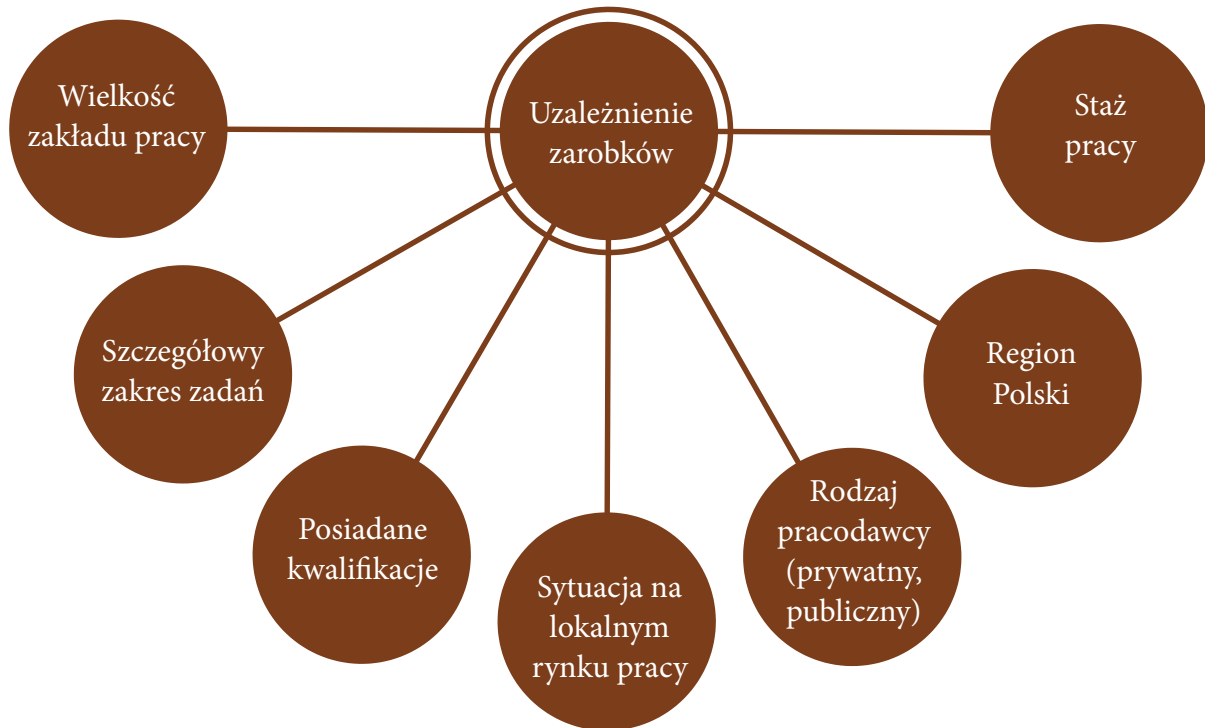 Uzależnienie
zarobków
Wielkość
zakładu pracy
Szczegółowy
zakres zadań
Posiadane
kwalifikacje
Sytuacja na
lokalnym
rynku pracy
Rodzaj
pracodawcy
(prywatny,
publiczny)
Region
Polski
Staż
pracy